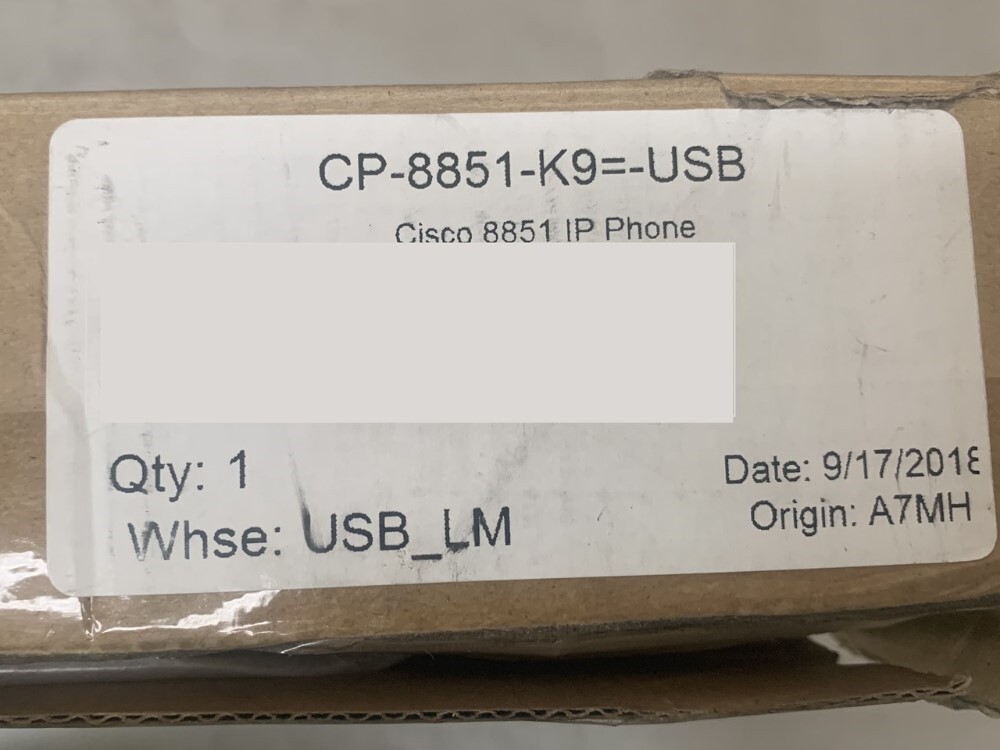 CP-8851-K9=-USB
Cisco 8851 IP Phone
Qty: 1
Date: 9/17/2018
Whse: USB_LM
Origin: A7MH